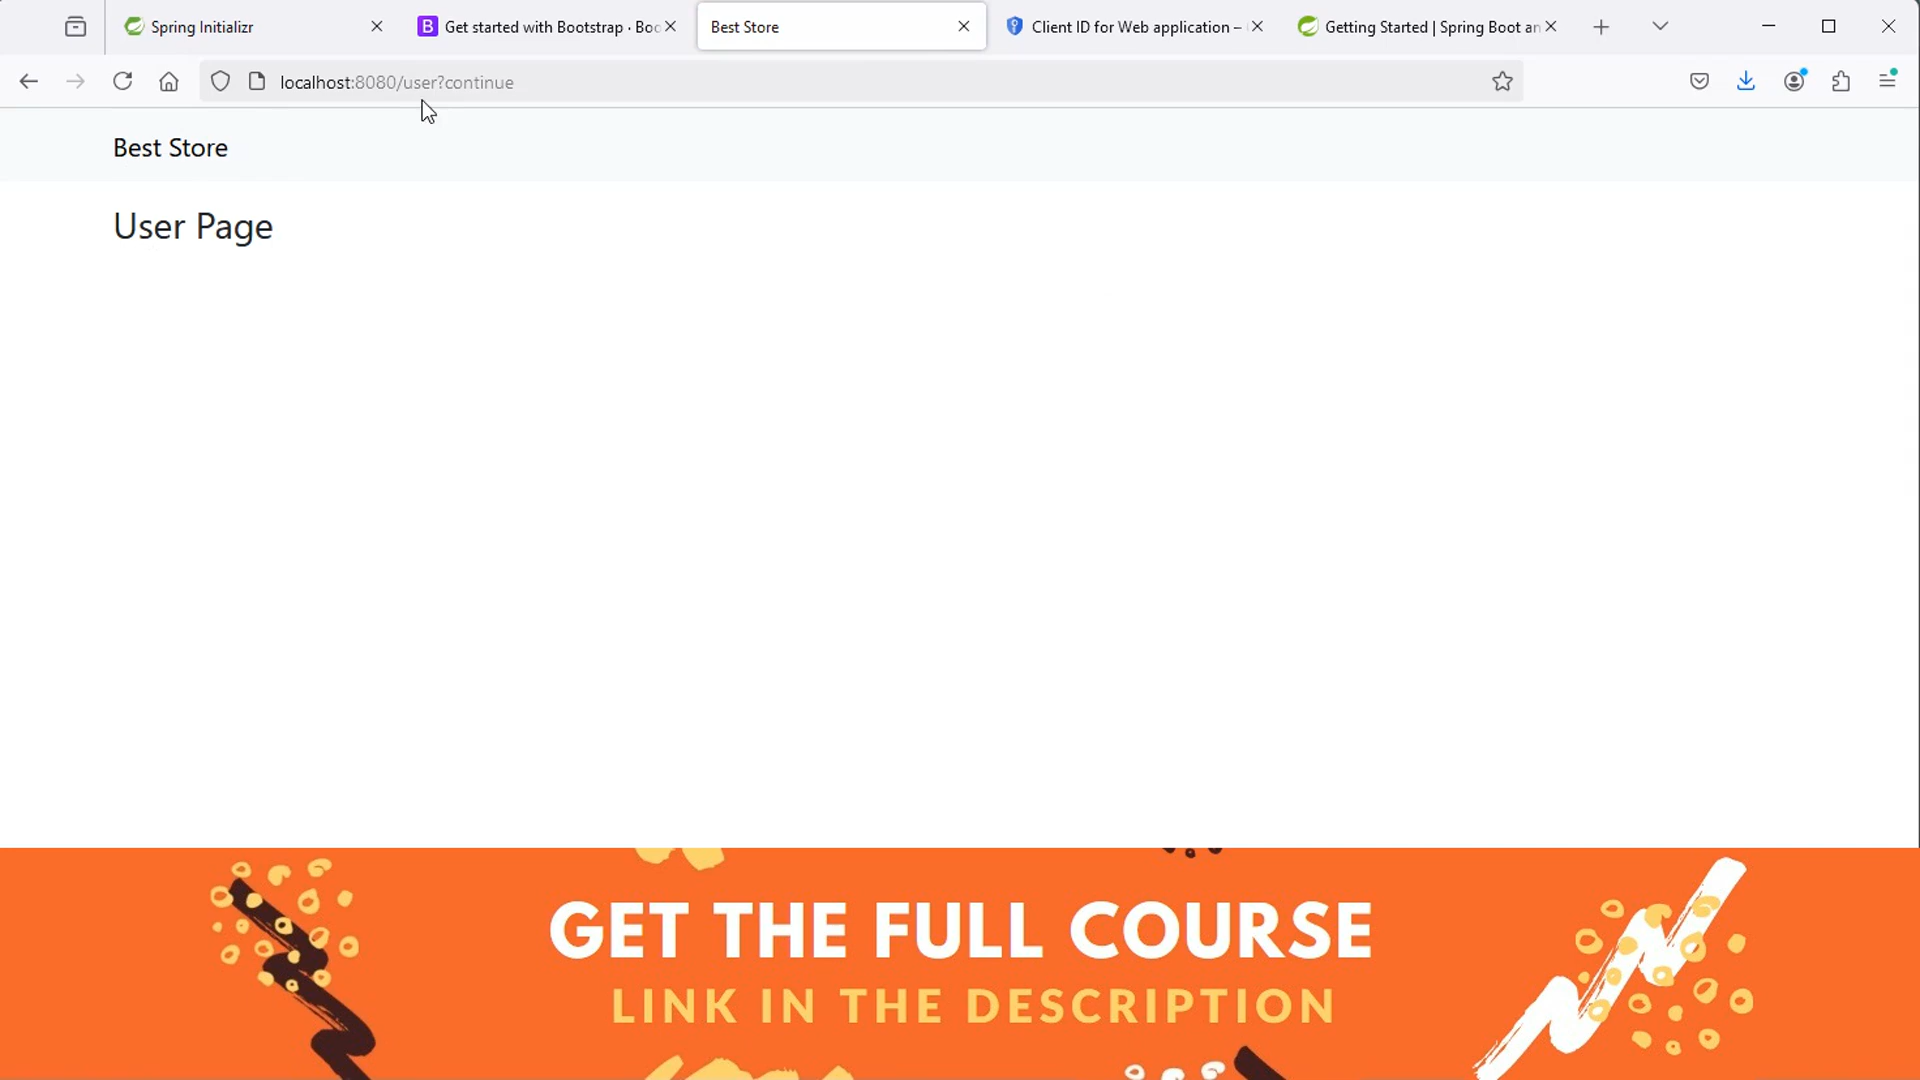 Spring Initializr
Get started with Bootstrap · Boo
Best Store
Client ID for Web application –
Getting Started | Spring Boot an
localhost:8080/user?continue
Best Store
User Page
GET THE FULL COURSE
LINK IN THE DESCRIPTION